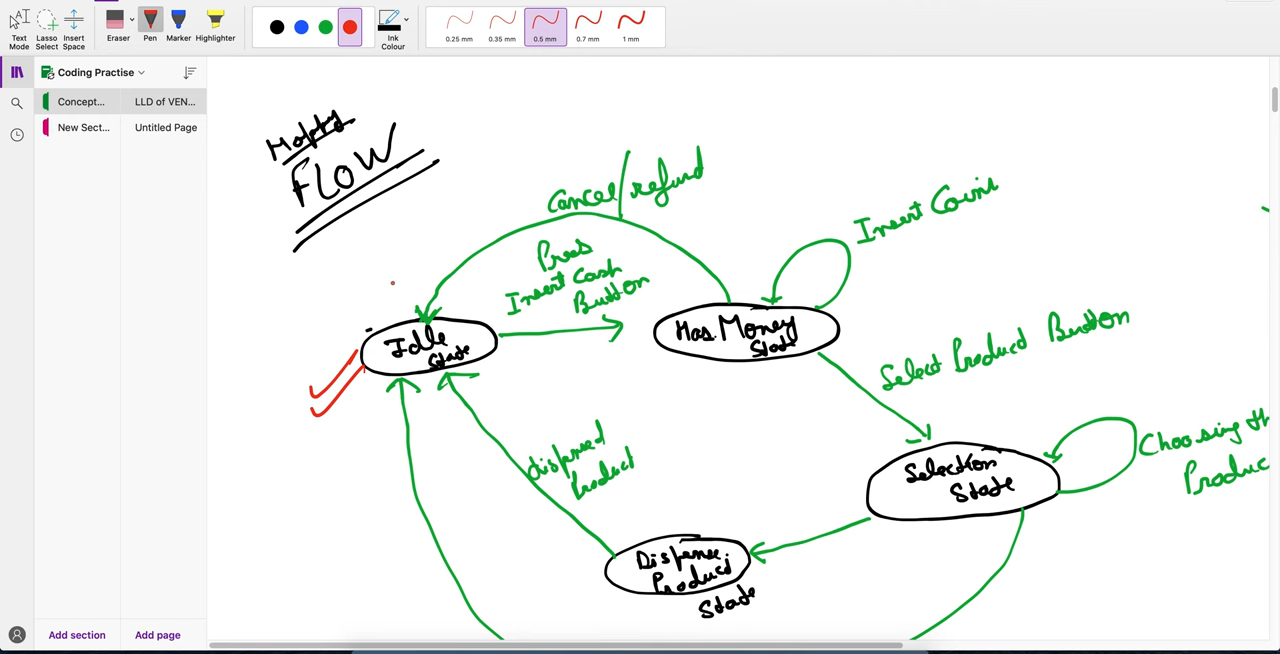 Text Mode
Lasso Select
Insert Space
Eraser
Pen
Marker
Highlighter
Ink Colour
0.25 mm
0.35 mm
0.5 mm
0.7 mm
1 mm
Coding Practise
Concept...
LLD of VEN...
New Sect...
Untitled Page
FLOW
Cancel/refund
Insert Coins
Press
Insert Cash
Button
Idle
State
Has Money
State
Select Product Button
Selection
State
Choosing th
Produc
dispensed
Product
Dispense
Product
State
Add section
Add page